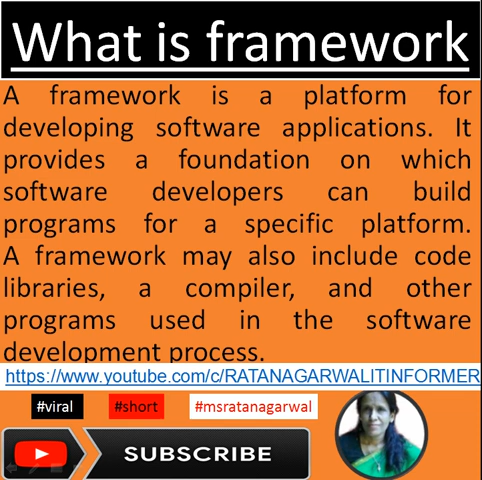 What is framework
A framework is a platform for
developing software applications. It
provides a foundation on which
software developers can build
programs for a specific platform.
A framework may also include code
libraries, a compiler, and other
programs used in the software
development process.
https://www.youtube.com/c/RATANAGARWALITINFORMER
#viral #short #msratanagarwal
SUBSCRIBE